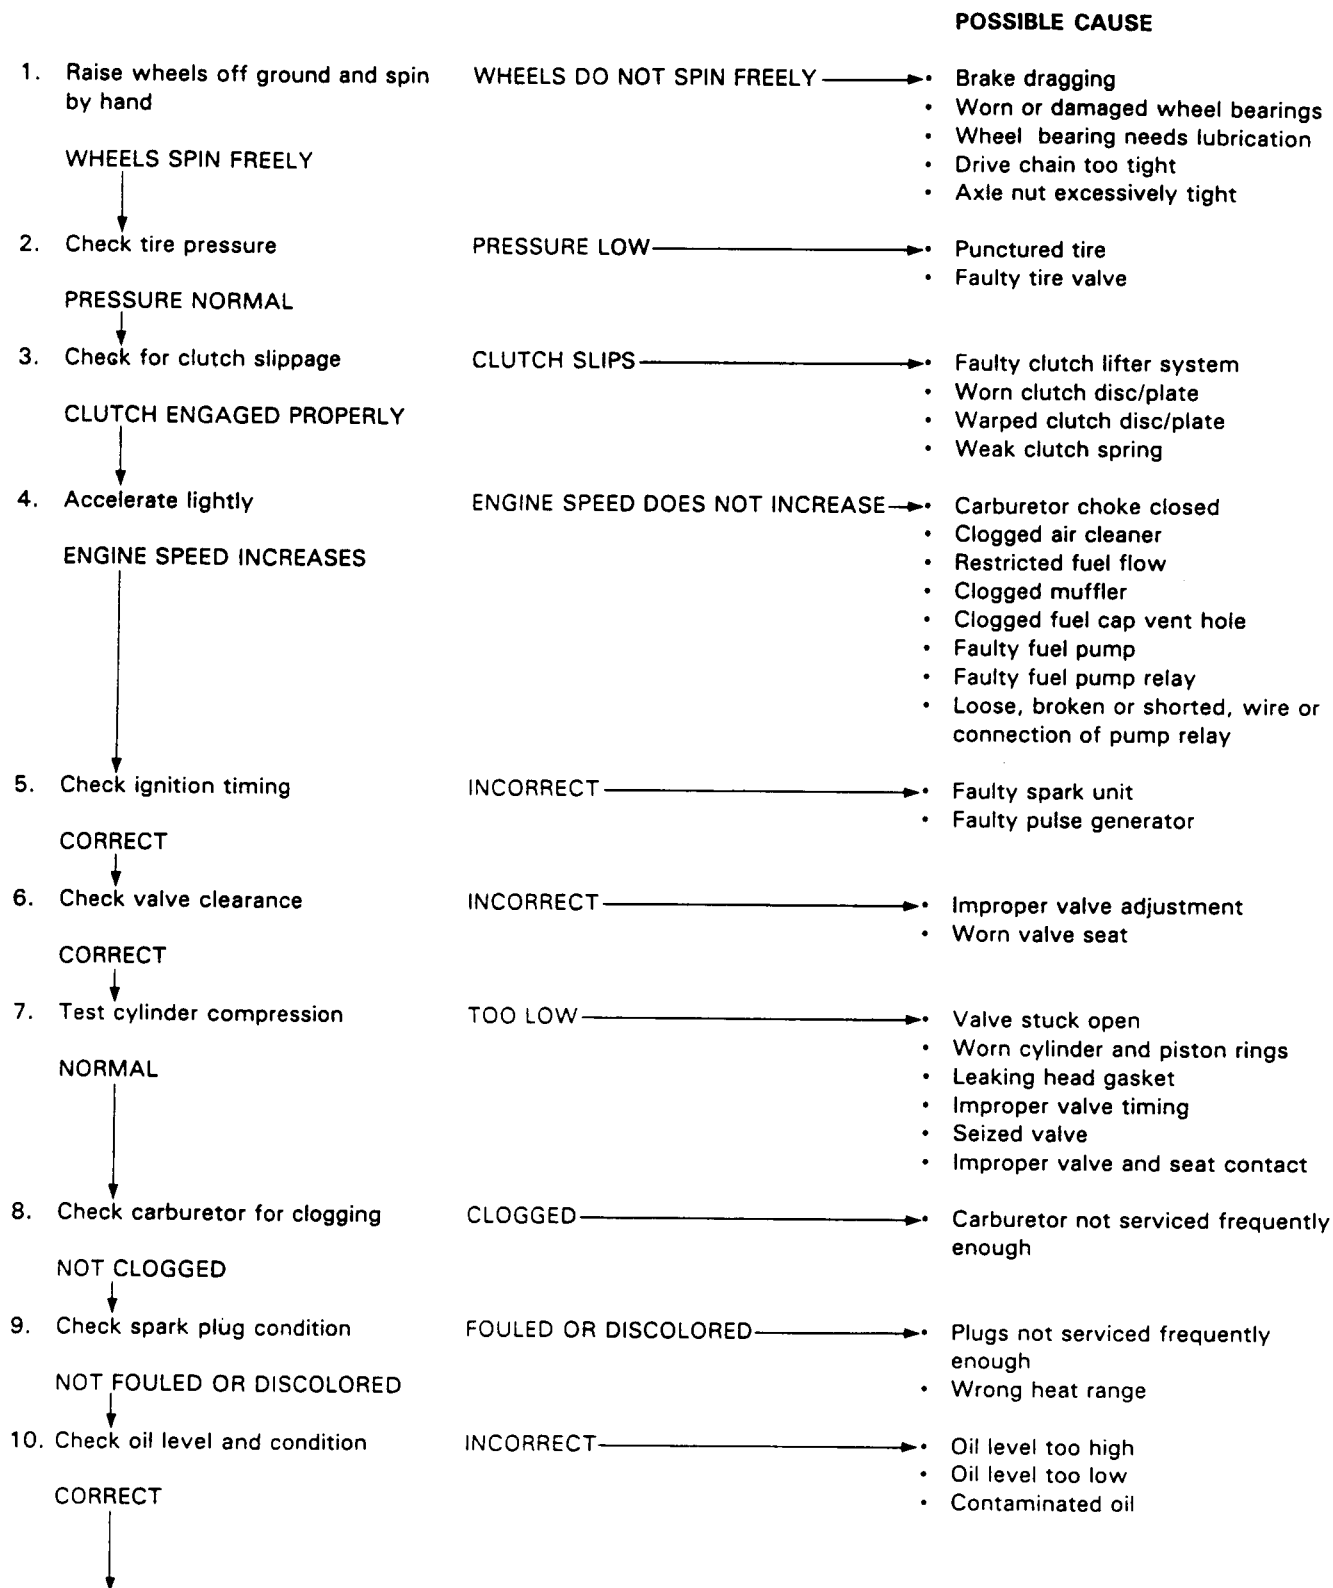 POSSIBLE CAUSE
1. Raise wheels off ground and spin
by hand
WHEELS DO NOT SPIN FREELY
• Brake dragging
• Worn or damaged wheel bearings
• Wheel bearing needs lubrication
• Drive chain too tight
• Axle nut excessively tight
WHEELS SPIN FREELY
2. Check tire pressure
PRESSURE LOW
• Punctured tire
• Faulty tire valve
PRESSURE NORMAL
3. Check for clutch slippage
CLUTCH SLIPS
• Faulty clutch lifter system
• Worn clutch disc/plate
• Warped clutch disc/plate
• Weak clutch spring
CLUTCH ENGAGED PROPERLY
4. Accelerate lightly
ENGINE SPEED DOES NOT INCREASE
• Carburetor choke closed
• Clogged air cleaner
• Restricted fuel flow
• Clogged muffler
• Clogged fuel cap vent hole
• Faulty fuel pump
• Faulty fuel pump relay
• Loose, broken or shorted, wire or
connection of pump relay
ENGINE SPEED INCREASES
5. Check ignition timing
INCORRECT
• Faulty spark unit
• Faulty pulse generator
CORRECT
6. Check valve clearance
INCORRECT
• Improper valve adjustment
• Worn valve seat
CORRECT
7. Test cylinder compression
TOO LOW
• Valve stuck open
• Worn cylinder and piston rings
• Leaking head gasket
• Improper valve timing
• Seized valve
• Improper valve and seat contact
NORMAL
8. Check carburetor for clogging
CLOGGED
• Carburetor not serviced frequently
enough
NOT CLOGGED
9. Check spark plug condition
FOULED OR DISCOLORED
• Plugs not serviced frequently
enough
• Wrong heat range
NOT FOULED OR DISCOLORED
10. Check oil level and condition
INCORRECT
• Oil level too high
• Oil level too low
• Contaminated oil
CORRECT